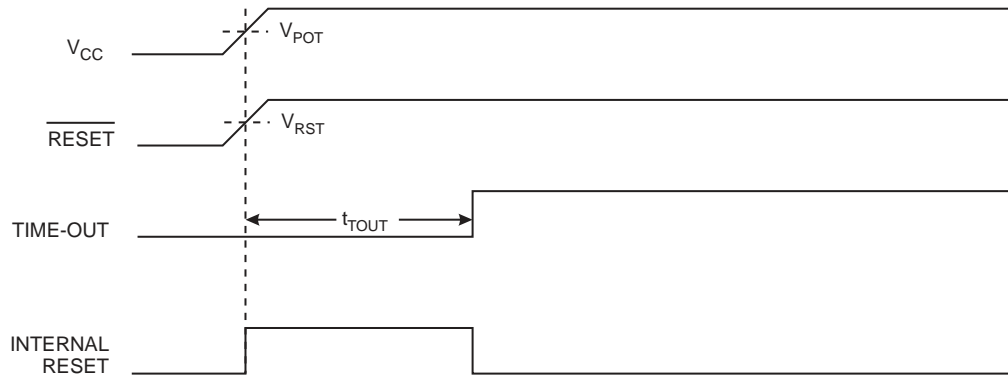 V_CC
V_POT
RESET
V_RST
TIME-OUT
t_TOUT
INTERNAL
RESET